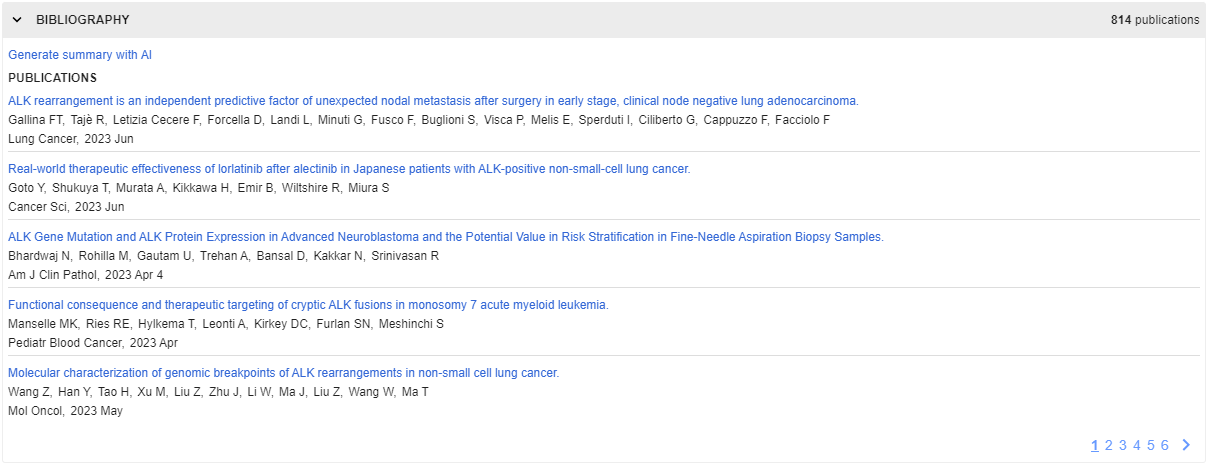 BIBLIOGRAPHY 814 publications
Generate summary with AI
PUBLICATIONS
ALK rearrangement is an independent predictive factor of unexpected nodal metastasis after surgery in early stage, clinical node negative lung adenocarcinoma.
Gallina FT, Tajè R, Letizia Cecere F, Forcella D, Landi L, Minuti G, Fusco F, Buglioni S, Visca P, Melis E, Sperduti I, Ciliberto G, Cappuzzo F, Facciolo F
Lung Cancer, 2023 Jun
Real-world therapeutic effectiveness of lorlatinib after alectinib in Japanese patients with ALK-positive non-small-cell lung cancer.
Goto Y, Shukuya T, Murata A, Kikkawa H, Emir B, Wiltshire R, Miura S
Cancer Sci, 2023 Jun
ALK Gene Mutation and ALK Protein Expression in Advanced Neuroblastoma and the Potential Value in Risk Stratification in Fine-Needle Aspiration Biopsy Samples.
Bhardwaj N, Rohilla M, Gautam U, Trehan A, Bansal D, Kakkar N, Srinivasan R
Am J Clin Pathol, 2023 Apr 4
Functional consequence and therapeutic targeting of cryptic ALK fusions in monosomy 7 acute myeloid leukemia.
Manselle MK, Ries RE, Hylkema T, Leonti A, Kirkey DC, Furlan SN, Meshinchi S
Pediatr Blood Cancer, 2023 Apr
Molecular characterization of genomic breakpoints of ALK rearrangements in non-small cell lung cancer.
Wang Z, Han Y, Tao H, Xu M, Liu Z, Zhu J, Li W, Ma J, Liu Z, Wang W, Ma T
Mol Oncol, 2023 May
1 2 3 4 5 6